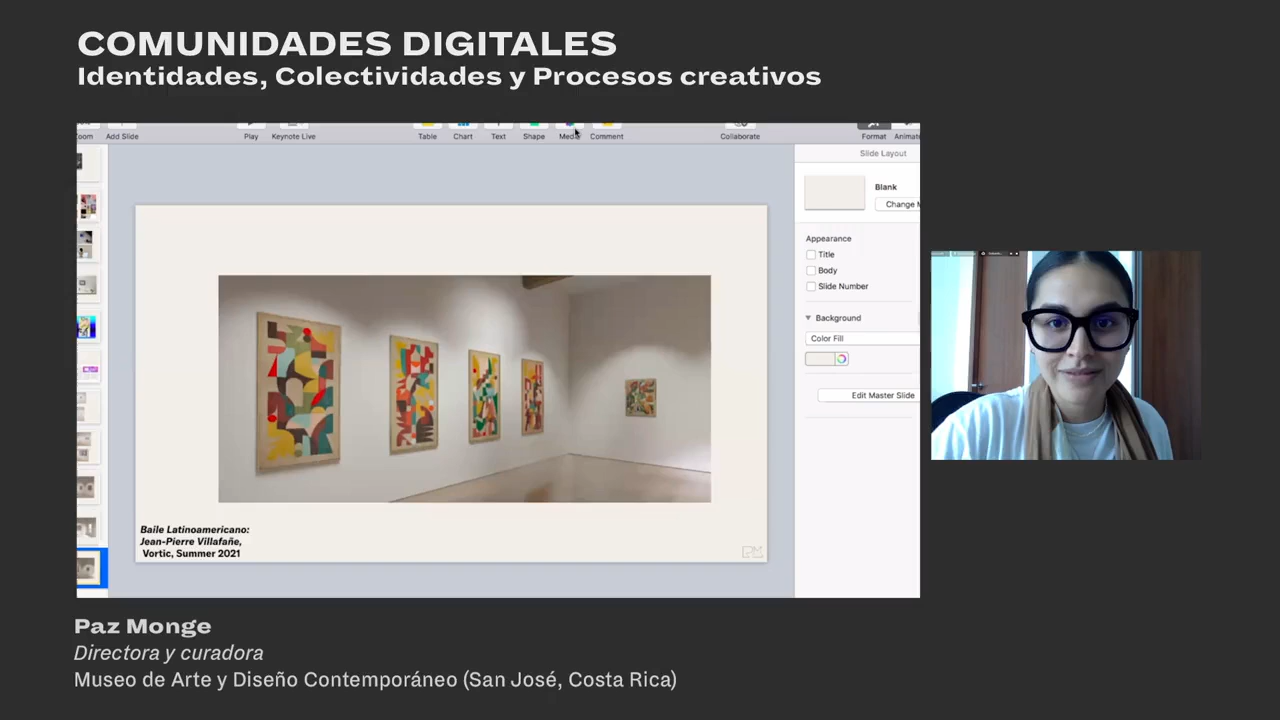 COMUNIDADES DIGITALES
Identidades, Colectividades y Procesos creativos
Add Slide
Play
Keynote Live
Table
Chart
Text
Shape
Media
Comment
Collaborate
Format
Slide Layout
Blank
Appearance
Title
Body
Slide Number
Background
Color Fill
Edit Master Slide
Baile Latinoamericano:
Jean-Pierre Villafañe,
Vortic, Summer 2021
Paz Monge
Directora y curadora
Museo de Arte y Diseño Contemporáneo (San José, Costa Rica)